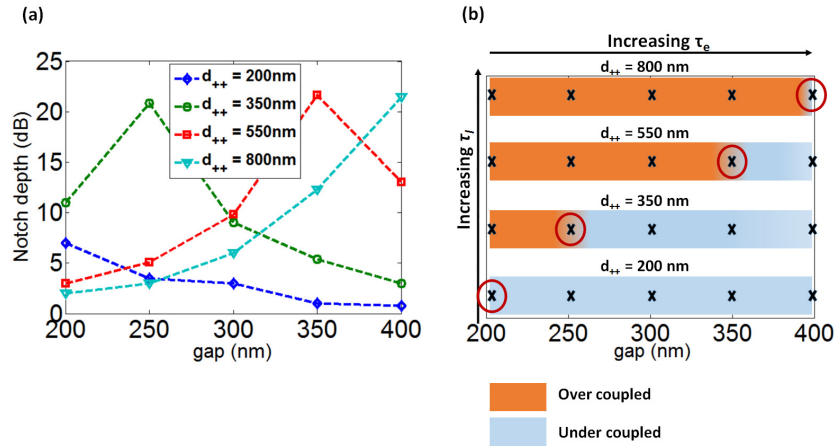 (a)
25
20
15
10
5
0
Notch depth (dB)
d++ = 200nm
d++ = 350nm
d++ = 550nm
d++ = 800nm
200
250
300
350
400
gap (nm)
(b)
Increasing τe
Increasing τl
d++ = 800 nm
x x x x x
d++ = 550 nm
x x x x x
d++ = 350 nm
x x x x x
d++ = 200 nm
x x x x x
200
250
300
350
400
gap (nm)
Over coupled
Under coupled